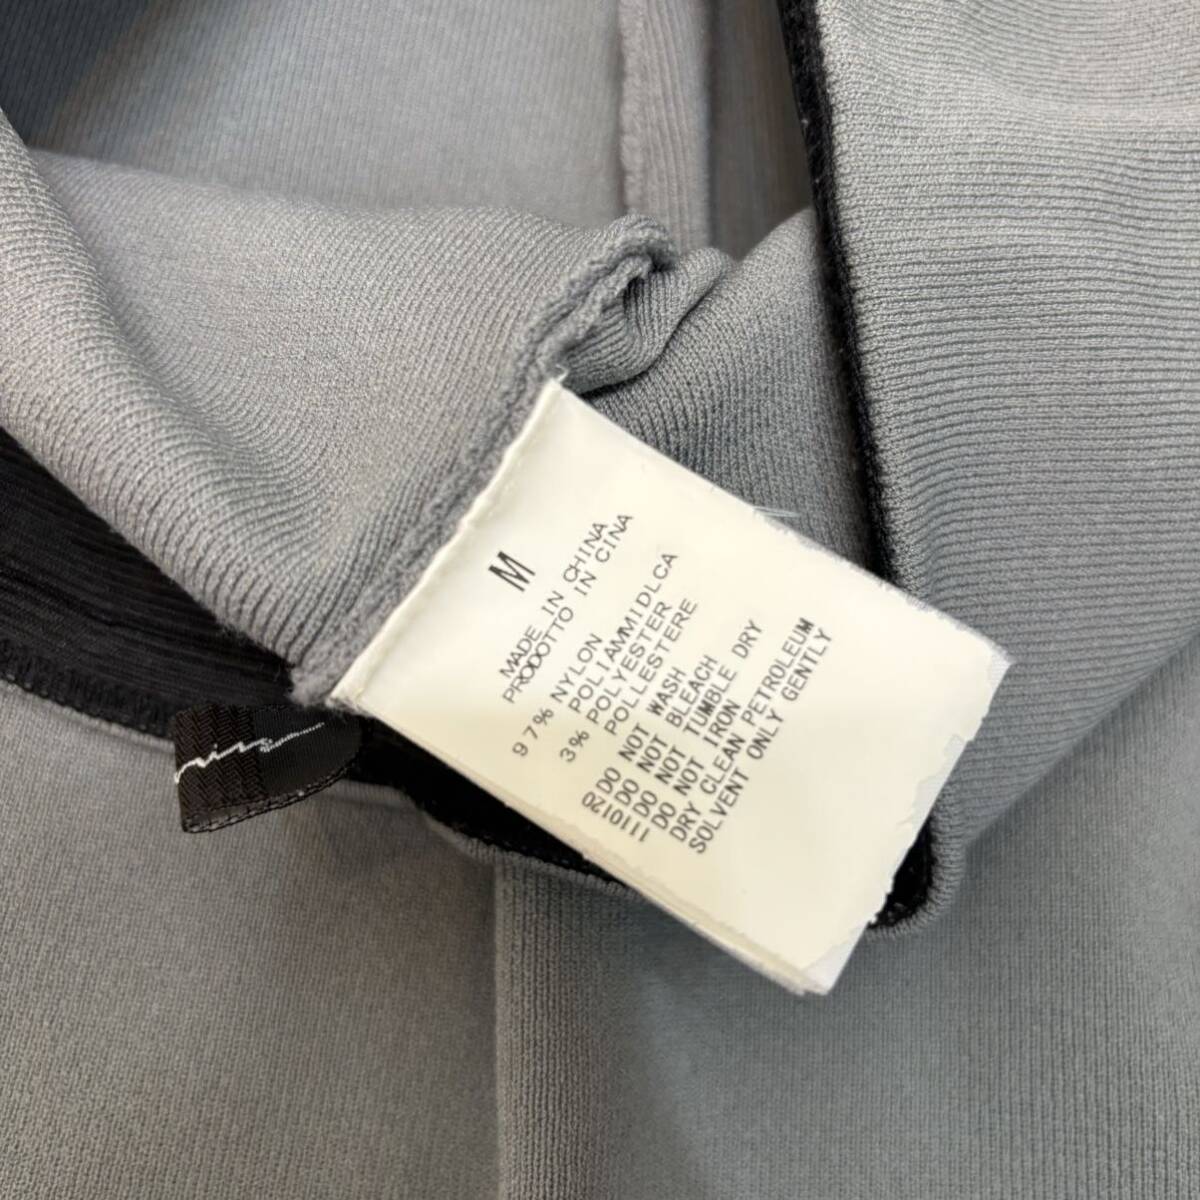 M
MADE IN CHINA
PRODOTTO IN CINA
97% NYLON
POLIAMMIDLCA
3% POLYESTER
POLLESTERE
DO NOT WASH
DO NOT BLEACH
DO NOT TUMBLE DRY
DO NOT IRON
DRY CLEAN PETROLEUM
SOLVENT ONLY GENTLY
1110120